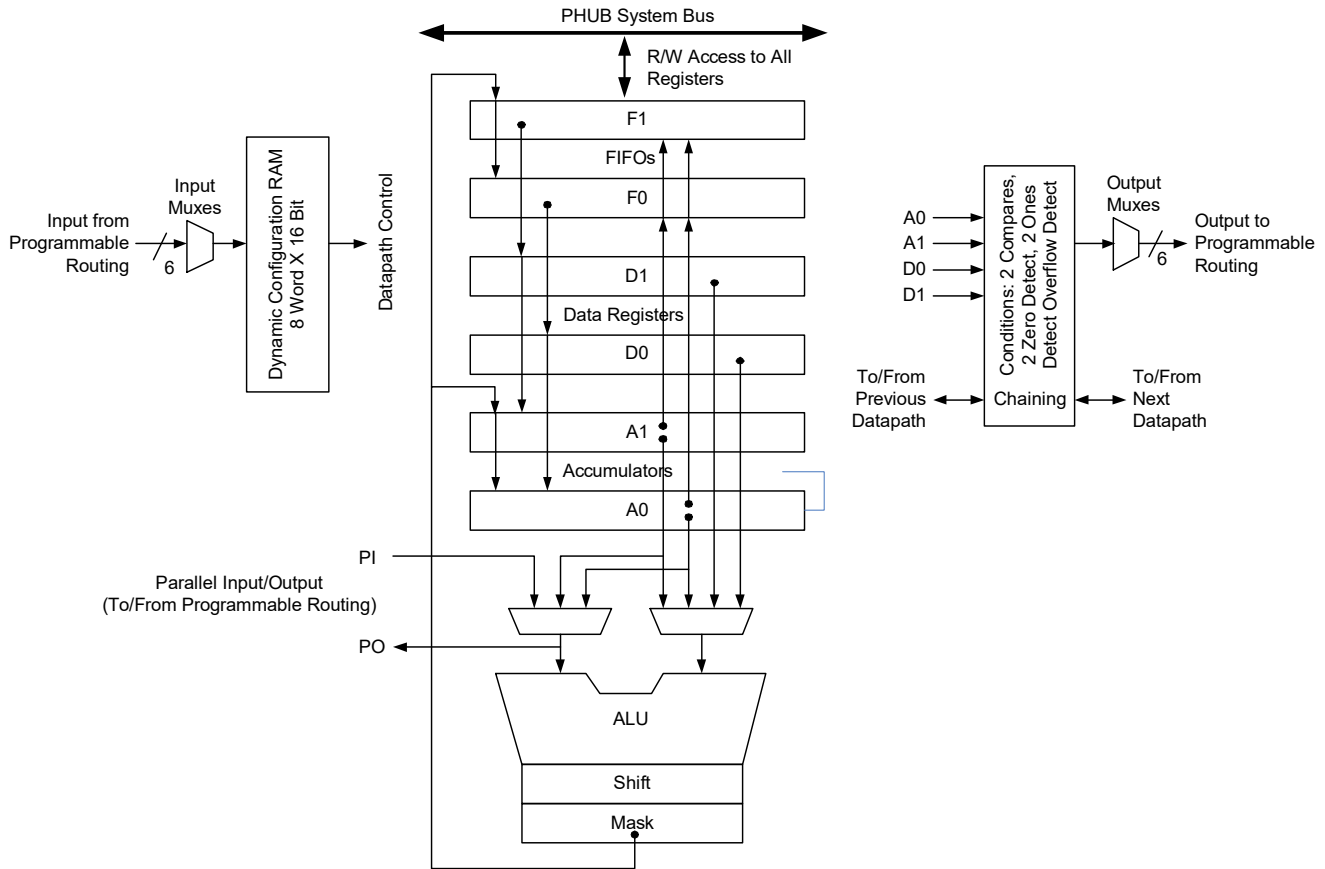 PHUB System Bus
R/W Access to All
Registers
F1
FIFOs
F0
D1
Data Registers
D0
A1
Accumulators
A0
Input from
Programmable
Routing
6
Input
Muxes
Dynamic Configuration RAM
8 Word X 16 Bit
Datapath Control
PI
Parallel Input/Output
(To/From Programmable Routing)
PO
ALU
Shift
Mask
A0
A1
D0
D1
Conditions: 2 Compares,
2 Zero Detect, 2 Ones
Detect Overflow Detect
Chaining
To/From
Previous
Datapath
To/From
Next
Datapath
Output
Muxes
6
Output to
Programmable
Routing